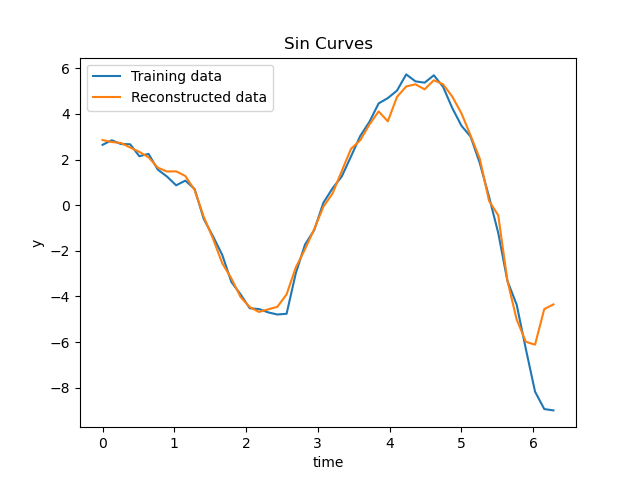 Sin Curves
Training data
Reconstructed data
y
6
4
2
0
−2
−4
−6
−8
0 1 2 3 4 5 6
time